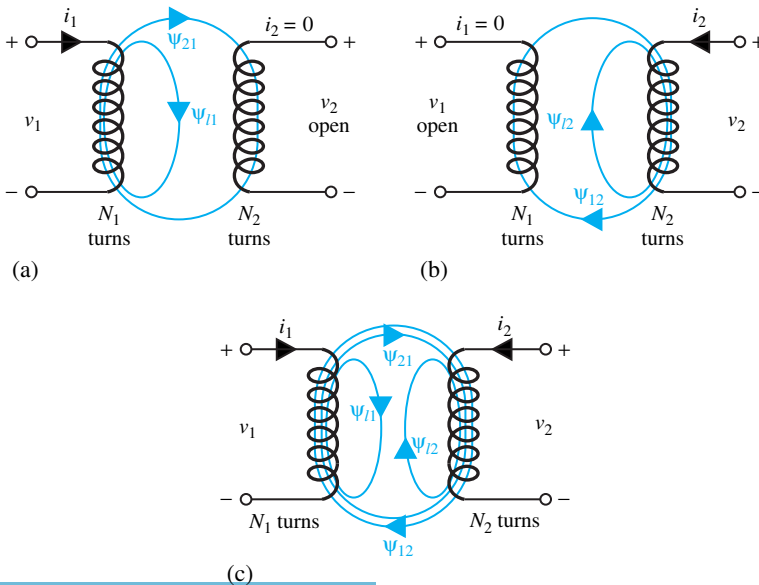 i₁ ψ₂₁ i₂ = 0
+ +
v₁ ψₗ₁ v₂ open
− −
N₁ turns N₂ turns
(a)
i₁ = 0 i₂
+ +
v₁ open ψₗ₂ v₂
− −
ψ₁₂
N₁ turns N₂ turns
(b)
i₁ i₂
+ +
ψ₂₁
v₁ ψₗ₁ ψₗ₂ v₂
− −
N₁ turns N₂ turns
ψ₁₂
(c)